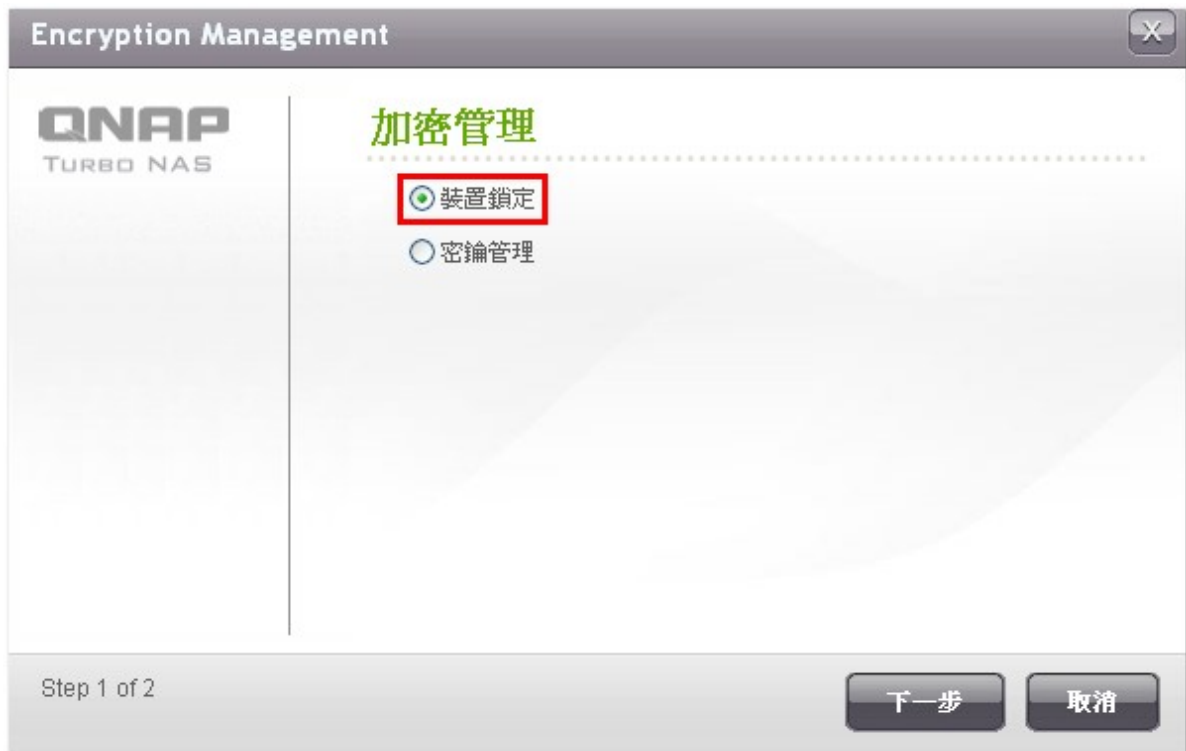 Encryption Management
X
QNAP
TURBO NAS
加密管理
裝置鎖定
密鑰管理
Step 1 of 2
下一步
取消